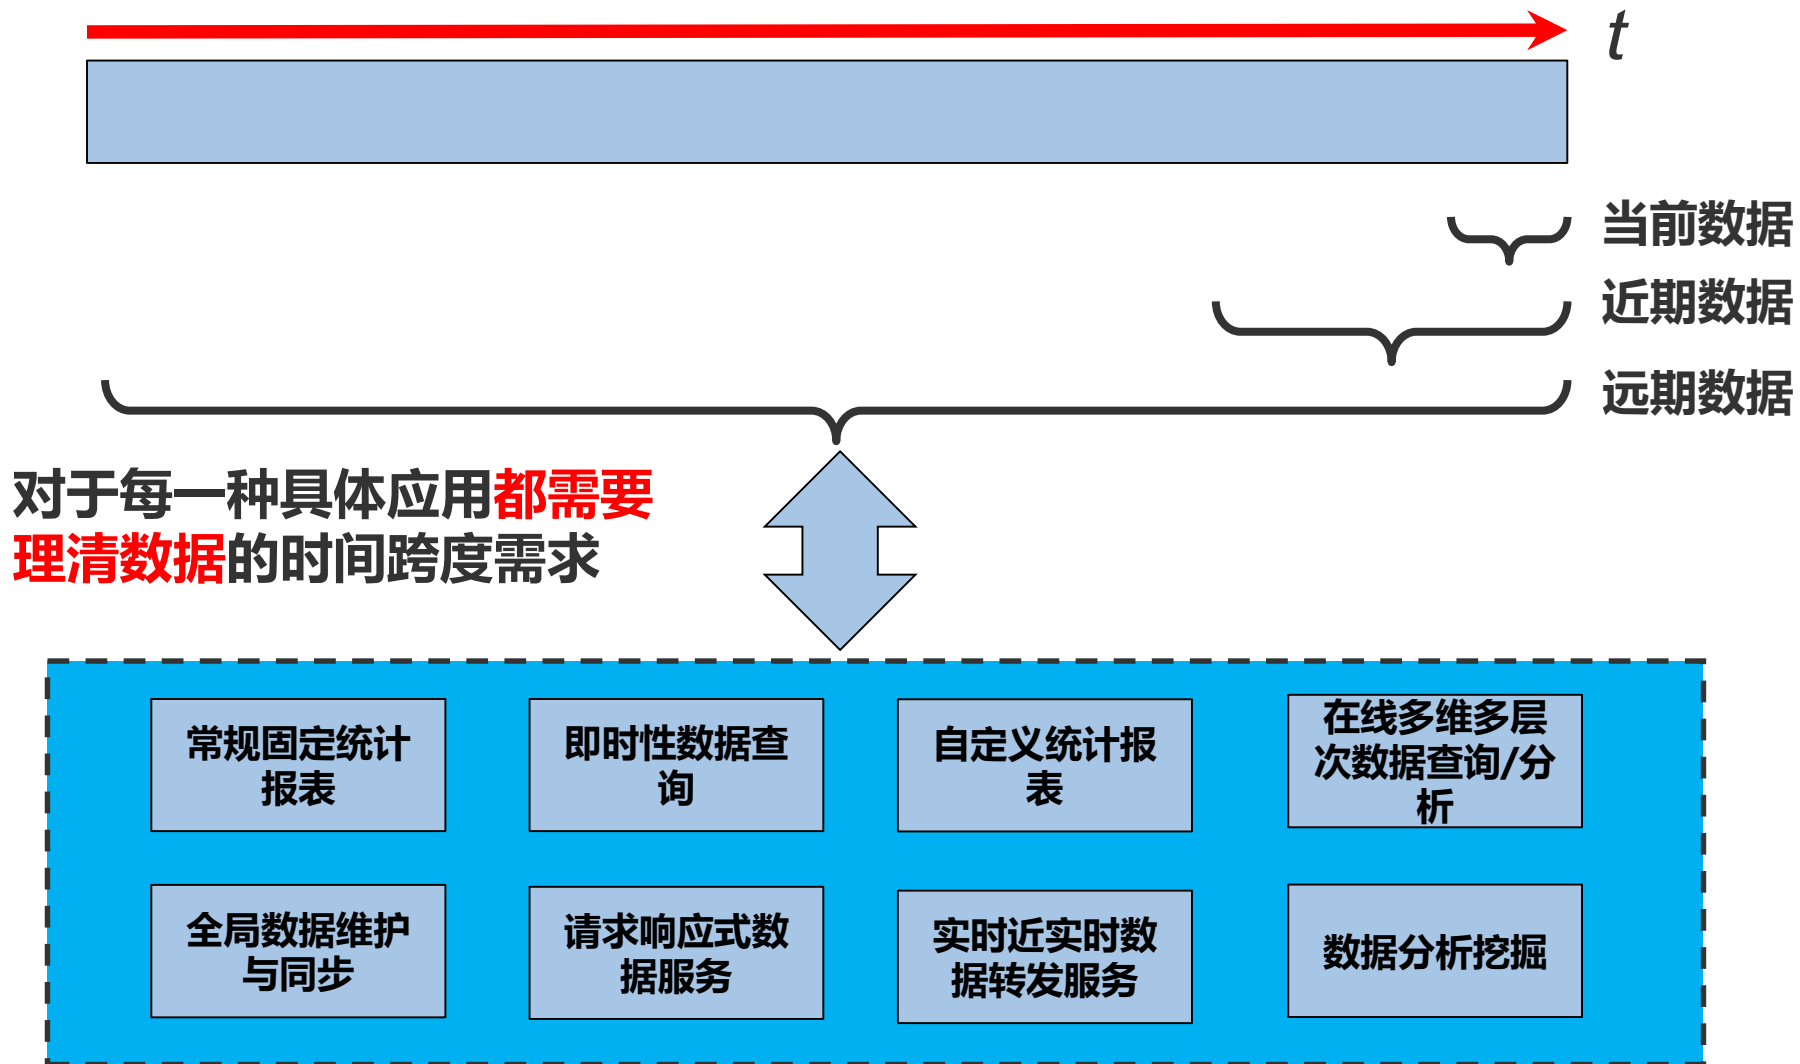 t
当前数据
近期数据
远期数据
对于每一种具体应用都需要
理清数据的时间跨度需求
常规固定统计
报表
即时性数据查
询
自定义统计报
表
在线多维多层
次数据查询/分
析
全局数据维护
与同步
请求响应式数
据服务
实时近实时数
据转发服务
数据分析挖掘